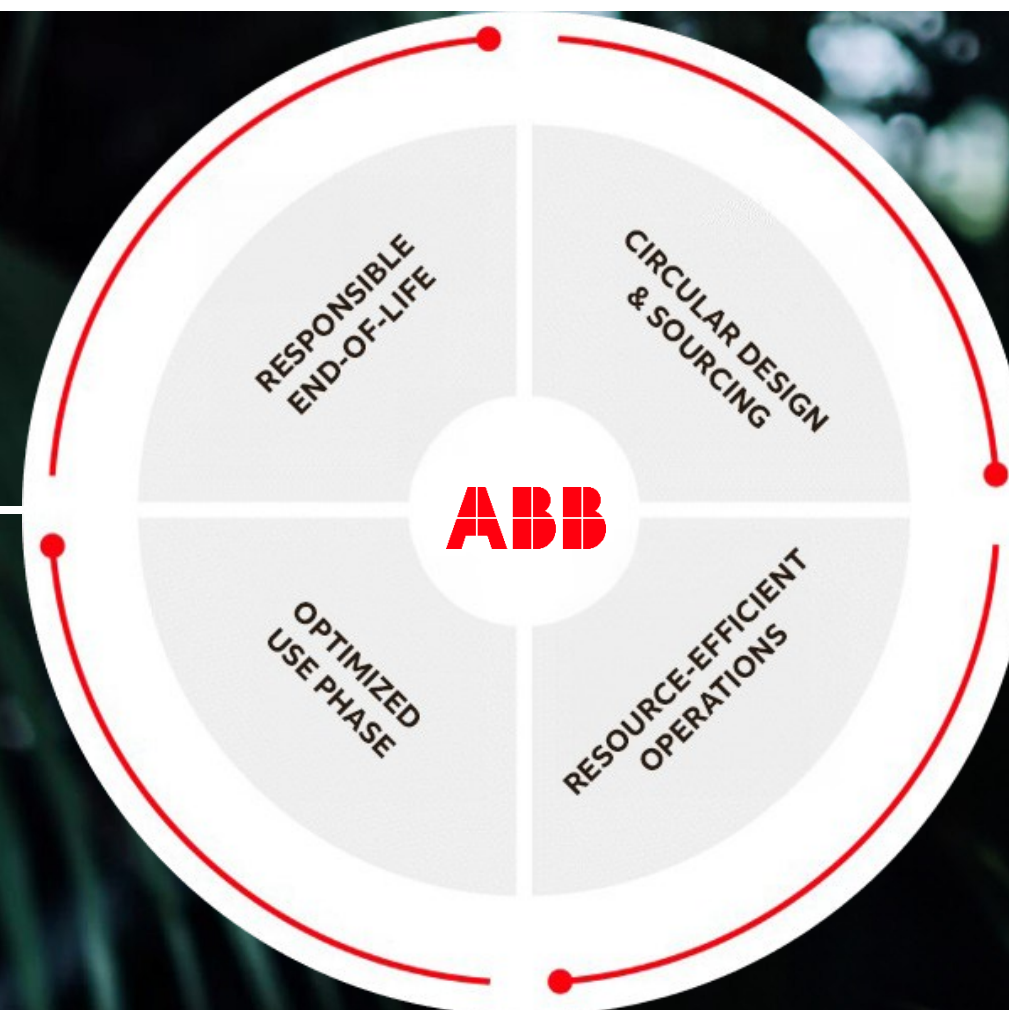 RESPONSIBLE
END-OF-LIFE
CIRCULAR DESIGN
& SOURCING
ABB
OPTIMIZED
USE PHASE
RESOURCE-EFFICIENT
OPERATIONS